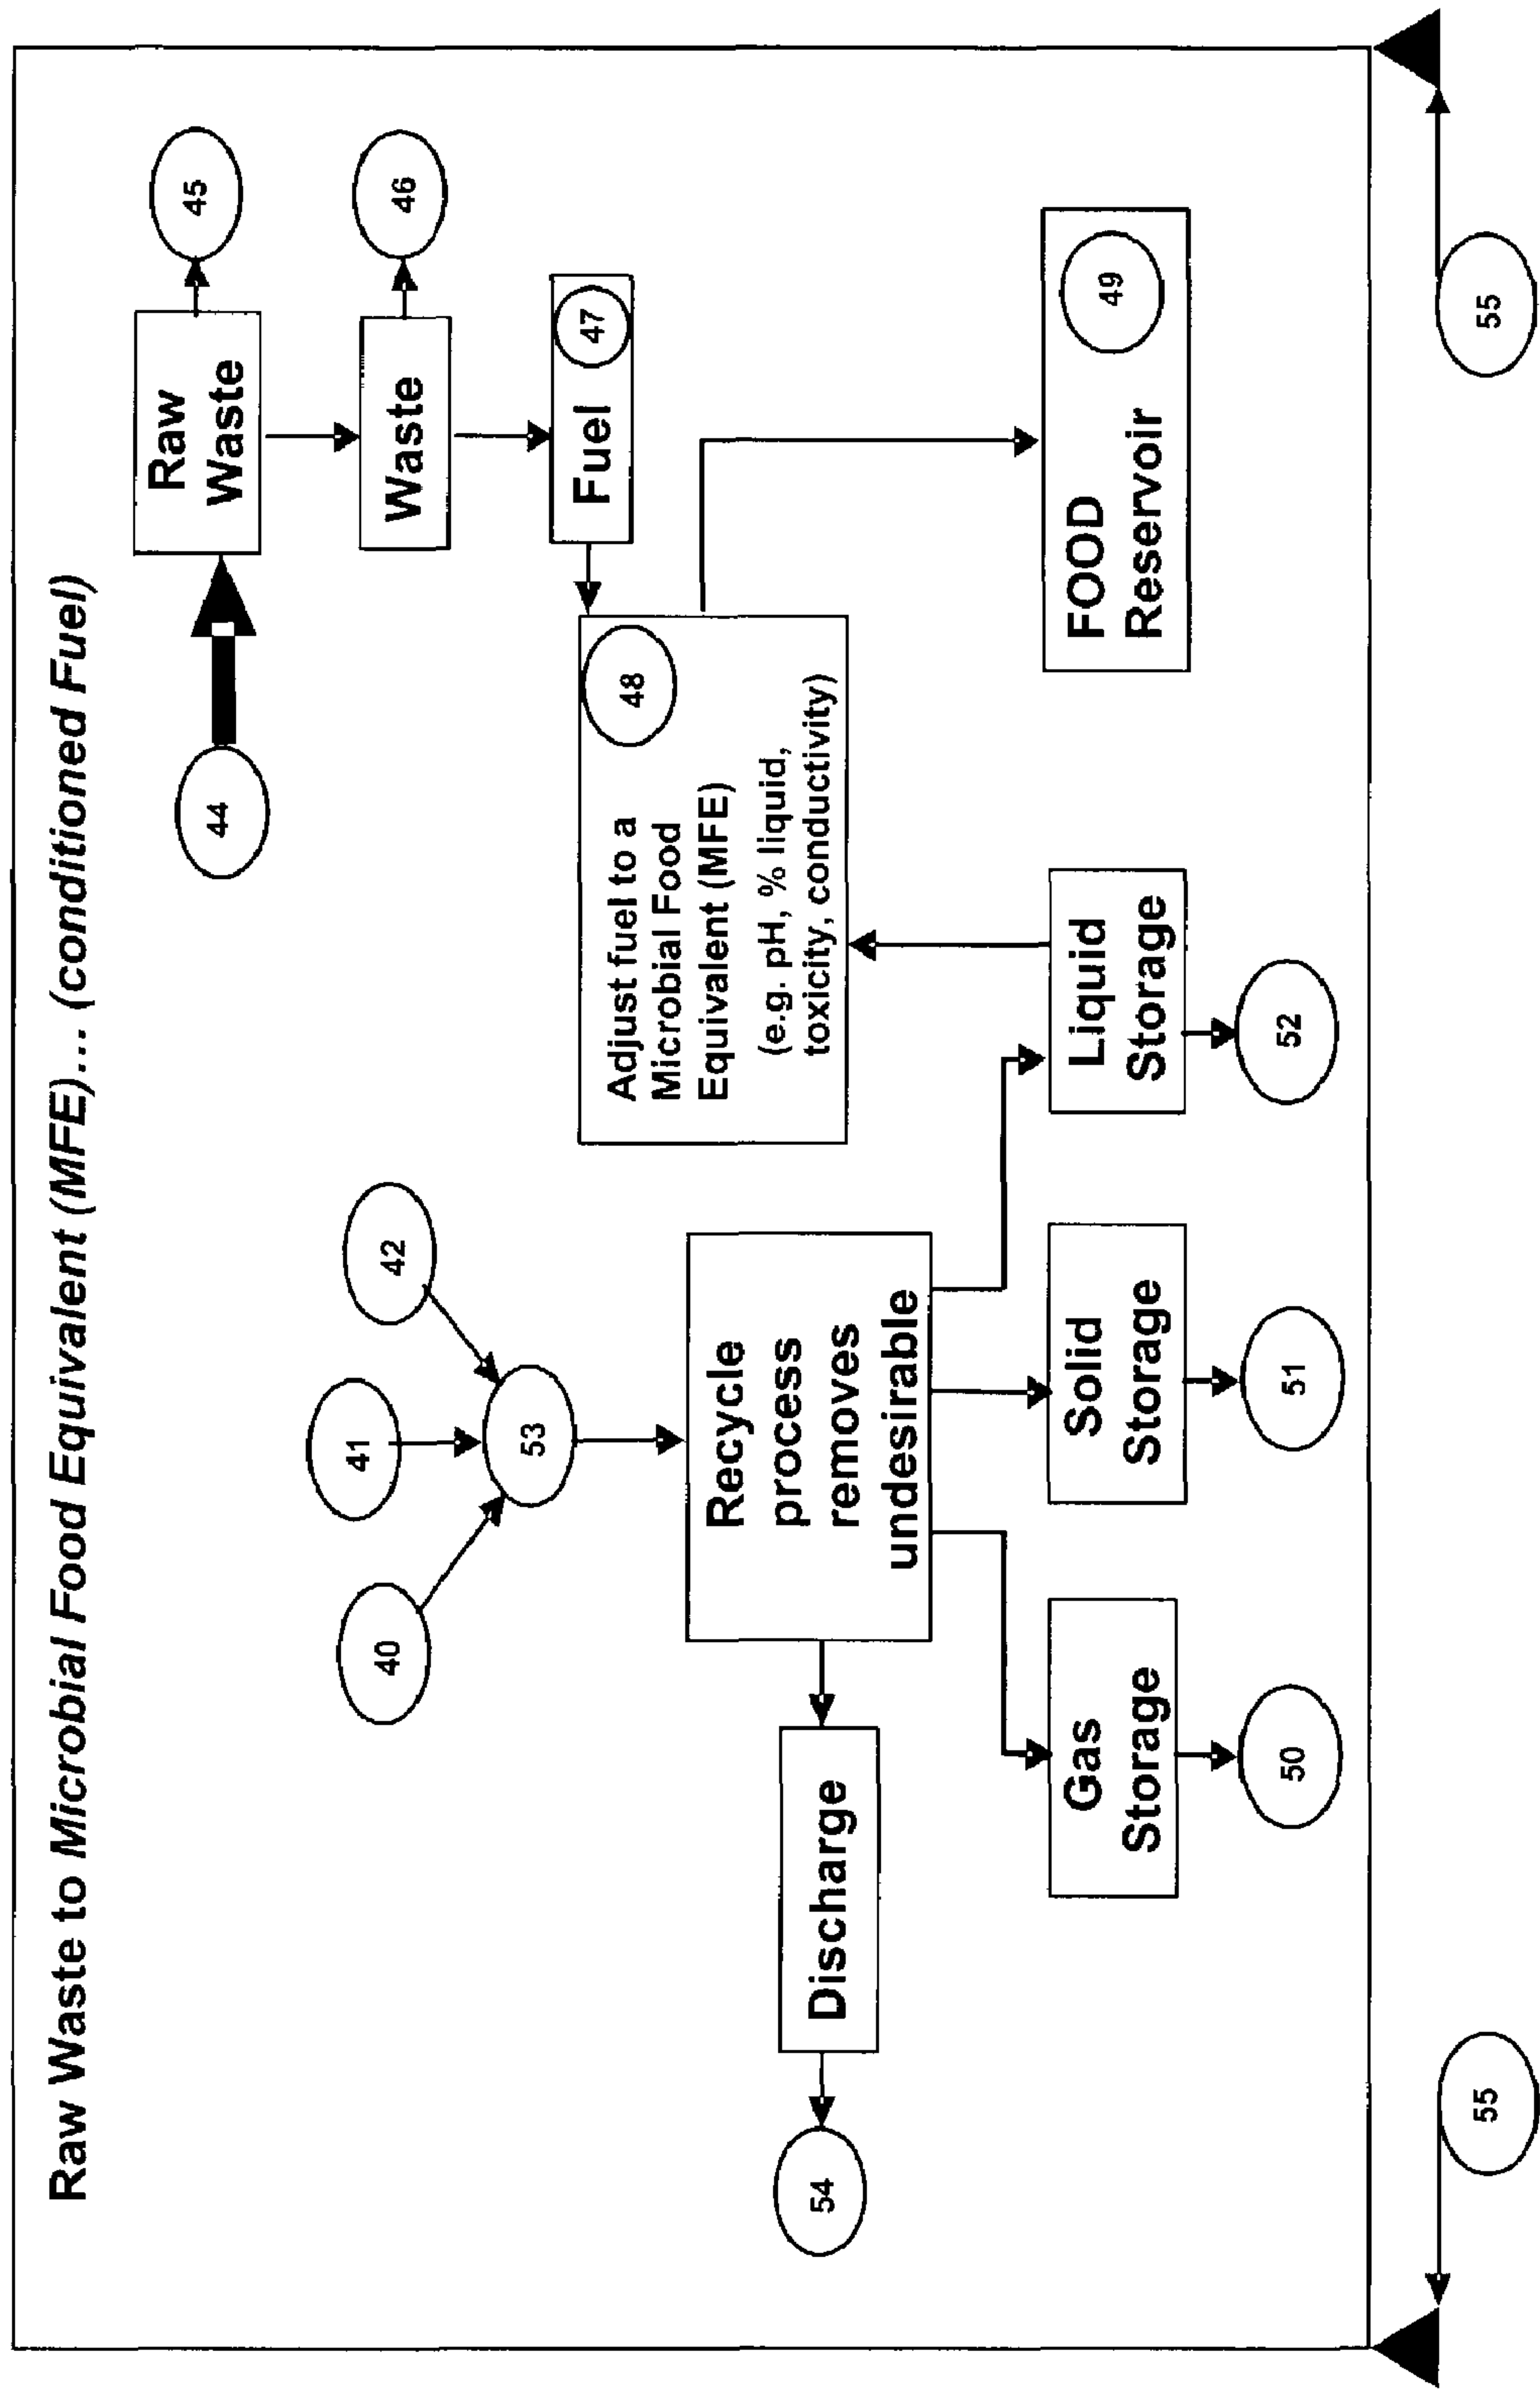 Raw Waste to Microbial Food Equivalent (MFE)... (conditioned Fuel)
44
Raw
Waste
45
Waste
46
Fuel
47
48
Adjust fuel to a
Microbial Food
Equivalent (MFE)
(e.g. pH, % liquid,
toxicity, conductivity)
FOOD
Reservoir
49
40
41
42
53
Recycle
process
removes
undesirable
Discharge
54
Gas
Storage
50
Solid
Storage
51
Liquid
Storage
52
55
55